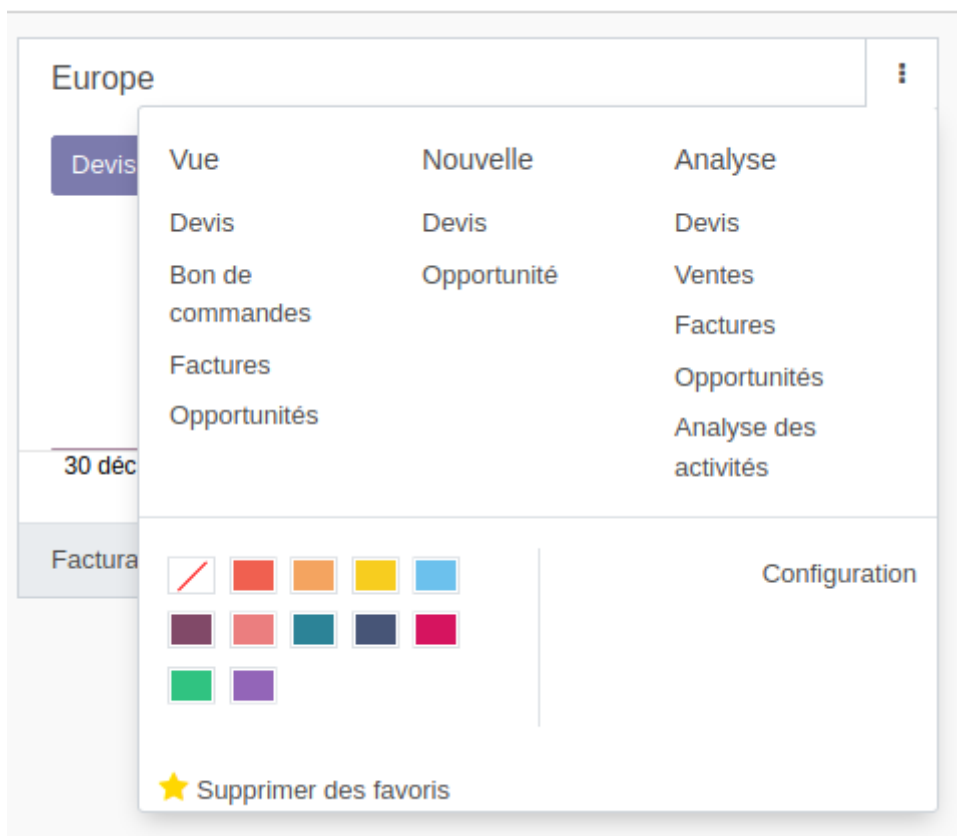 Europe
Devis
Vue
Devis
Bon de
commandes
Factures
Opportunités
Nouvelle
Devis
Opportunité
Analyse
Devis
Ventes
Factures
Opportunités
Analyse des
activités
30 déc
Factura
Configuration
Supprimer des favoris